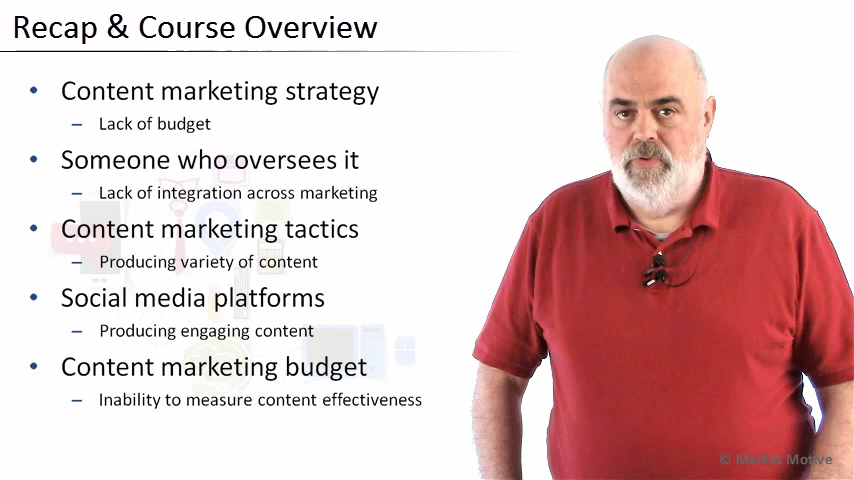 Recap & Course Overview
• Content marketing strategy
– Lack of budget
• Someone who oversees it
– Lack of integration across marketing
• Content marketing tactics
– Producing variety of content
• Social media platforms
– Producing engaging content
• Content marketing budget
– Inability to measure content effectiveness
© Market Motive